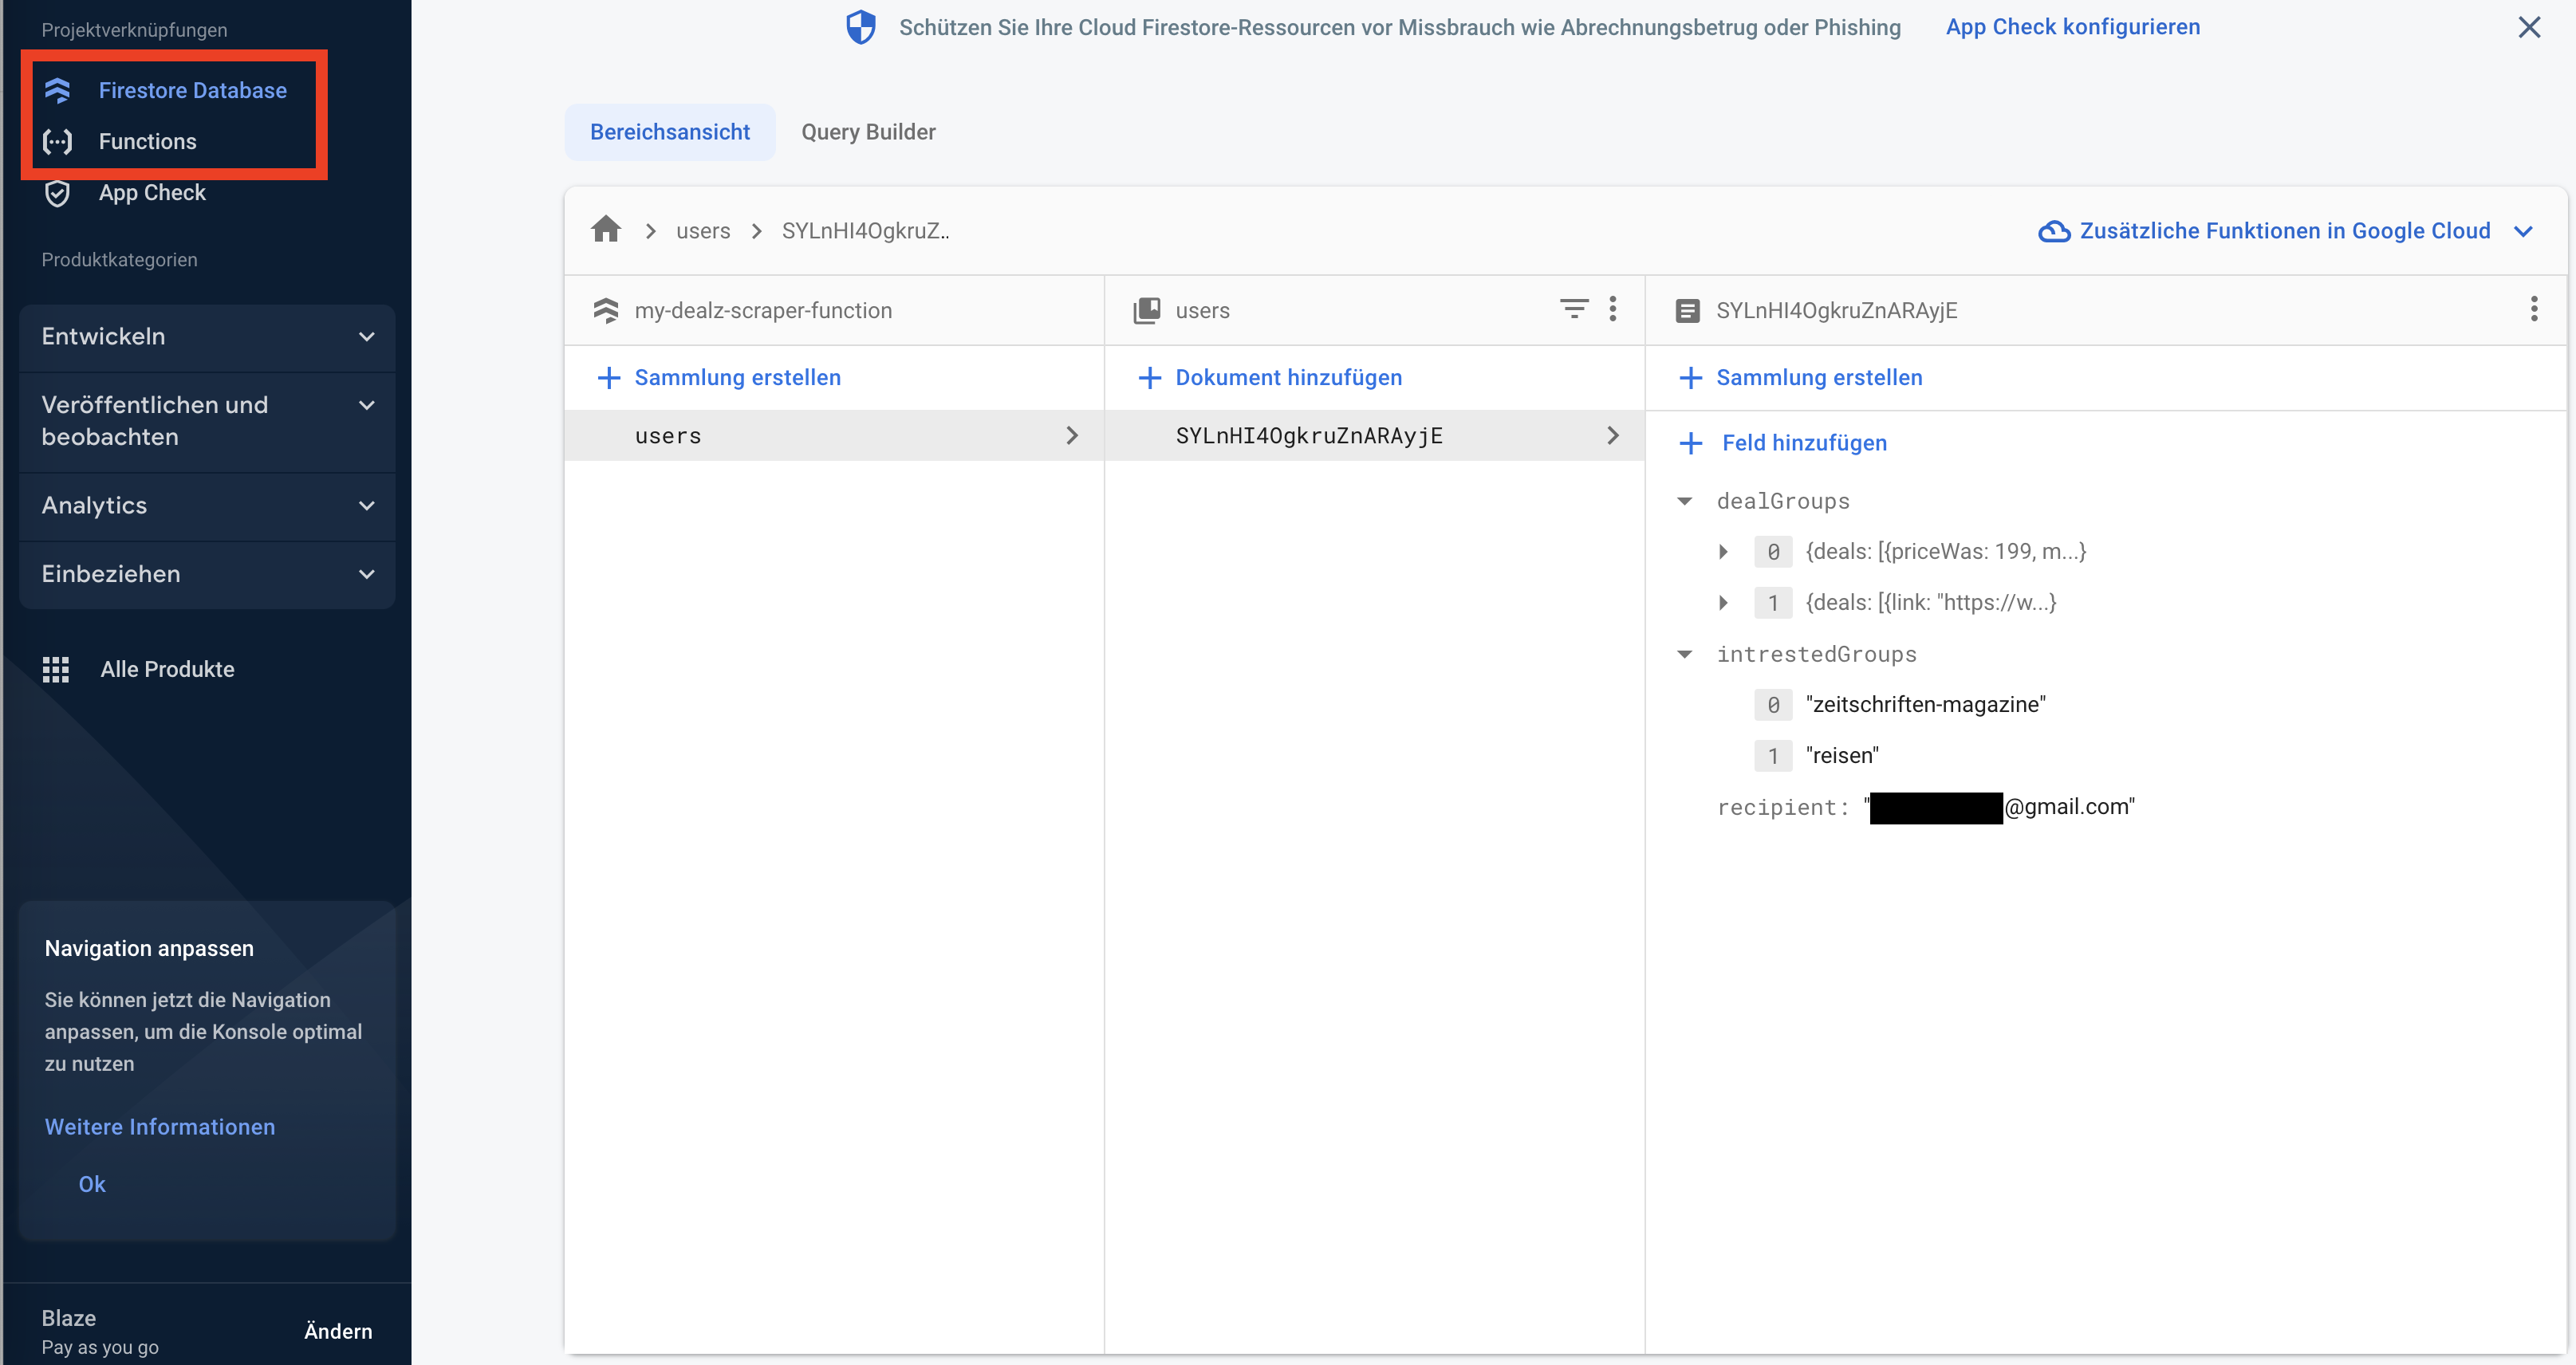 Projektverknüpfungen
Firestore Database
Functions
App Check
Produktkategorien
Entwickeln
Veröffentlichen und
beobachten
Analytics
Einbeziehen
Alle Produkte
Navigation anpassen
Sie können jetzt die Navigation
anpassen, um die Konsole optimal
zu nutzen
Weitere Informationen
Ok
Blaze
Pay as you go
Ändern
Schützen Sie Ihre Cloud Firestore-Ressourcen vor Missbrauch wie Abrechnungsbetrug oder Phishing App Check konfigurieren
Bereichsansicht Query Builder
users SYLnHI4OgkruZ..
Zusätzliche Funktionen in Google Cloud
my-dealz-scraper-function
Sammlung erstellen
users
users
Dokument hinzufügen
SYLnHI4OgkruZnARAyjE
SYLnHI4OgkruZnARAyjE
Sammlung erstellen
Feld hinzufügen
dealGroups
0 {deals: [{priceWas: 199, m...}
1 {deals: [{link: "https://w...}
intrestedGroups
0 "zeitschriften-magazine"
1 "reisen"
recipient: "@gmail.com"